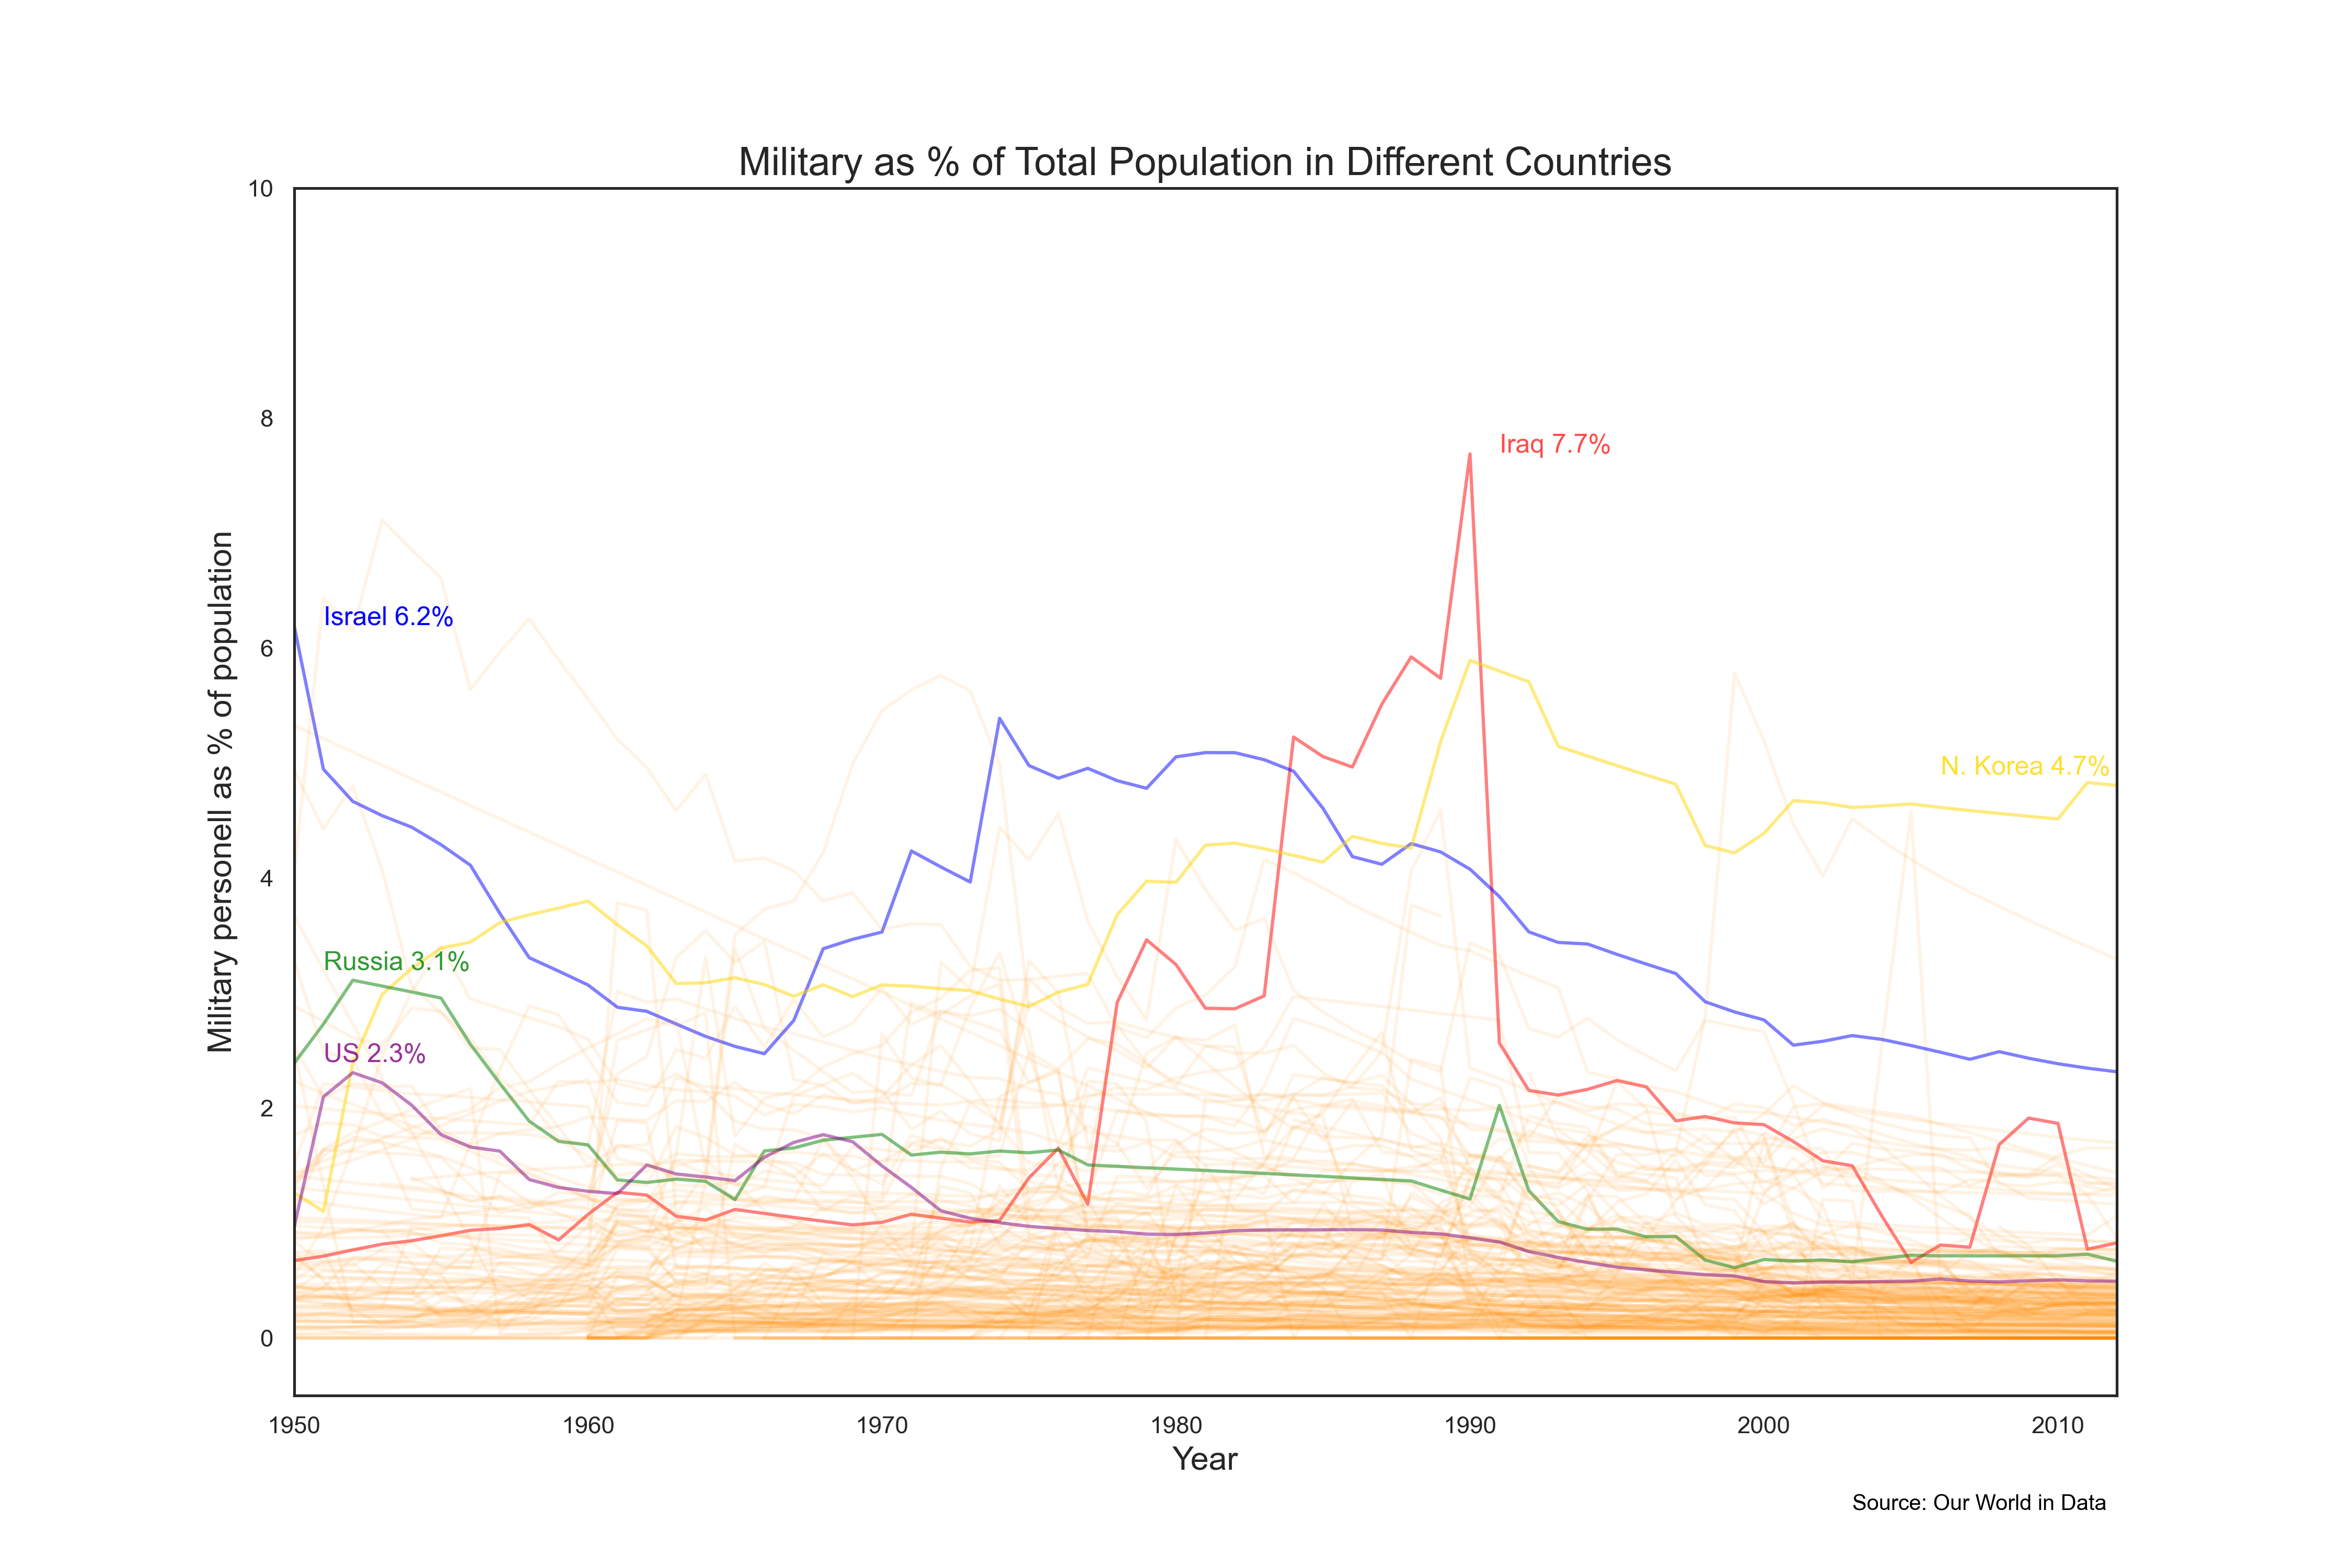 Military as % of Total Population in Different Countries
10
8
6
4
2
0
Military personell as % of population
Iraq 7.7%
Israel 6.2%
N. Korea 4.7%
Russia 3.1%
US 2.3%
1950 1960 1970 1980 1990 2000 2010
Year
Source: Our World in Data